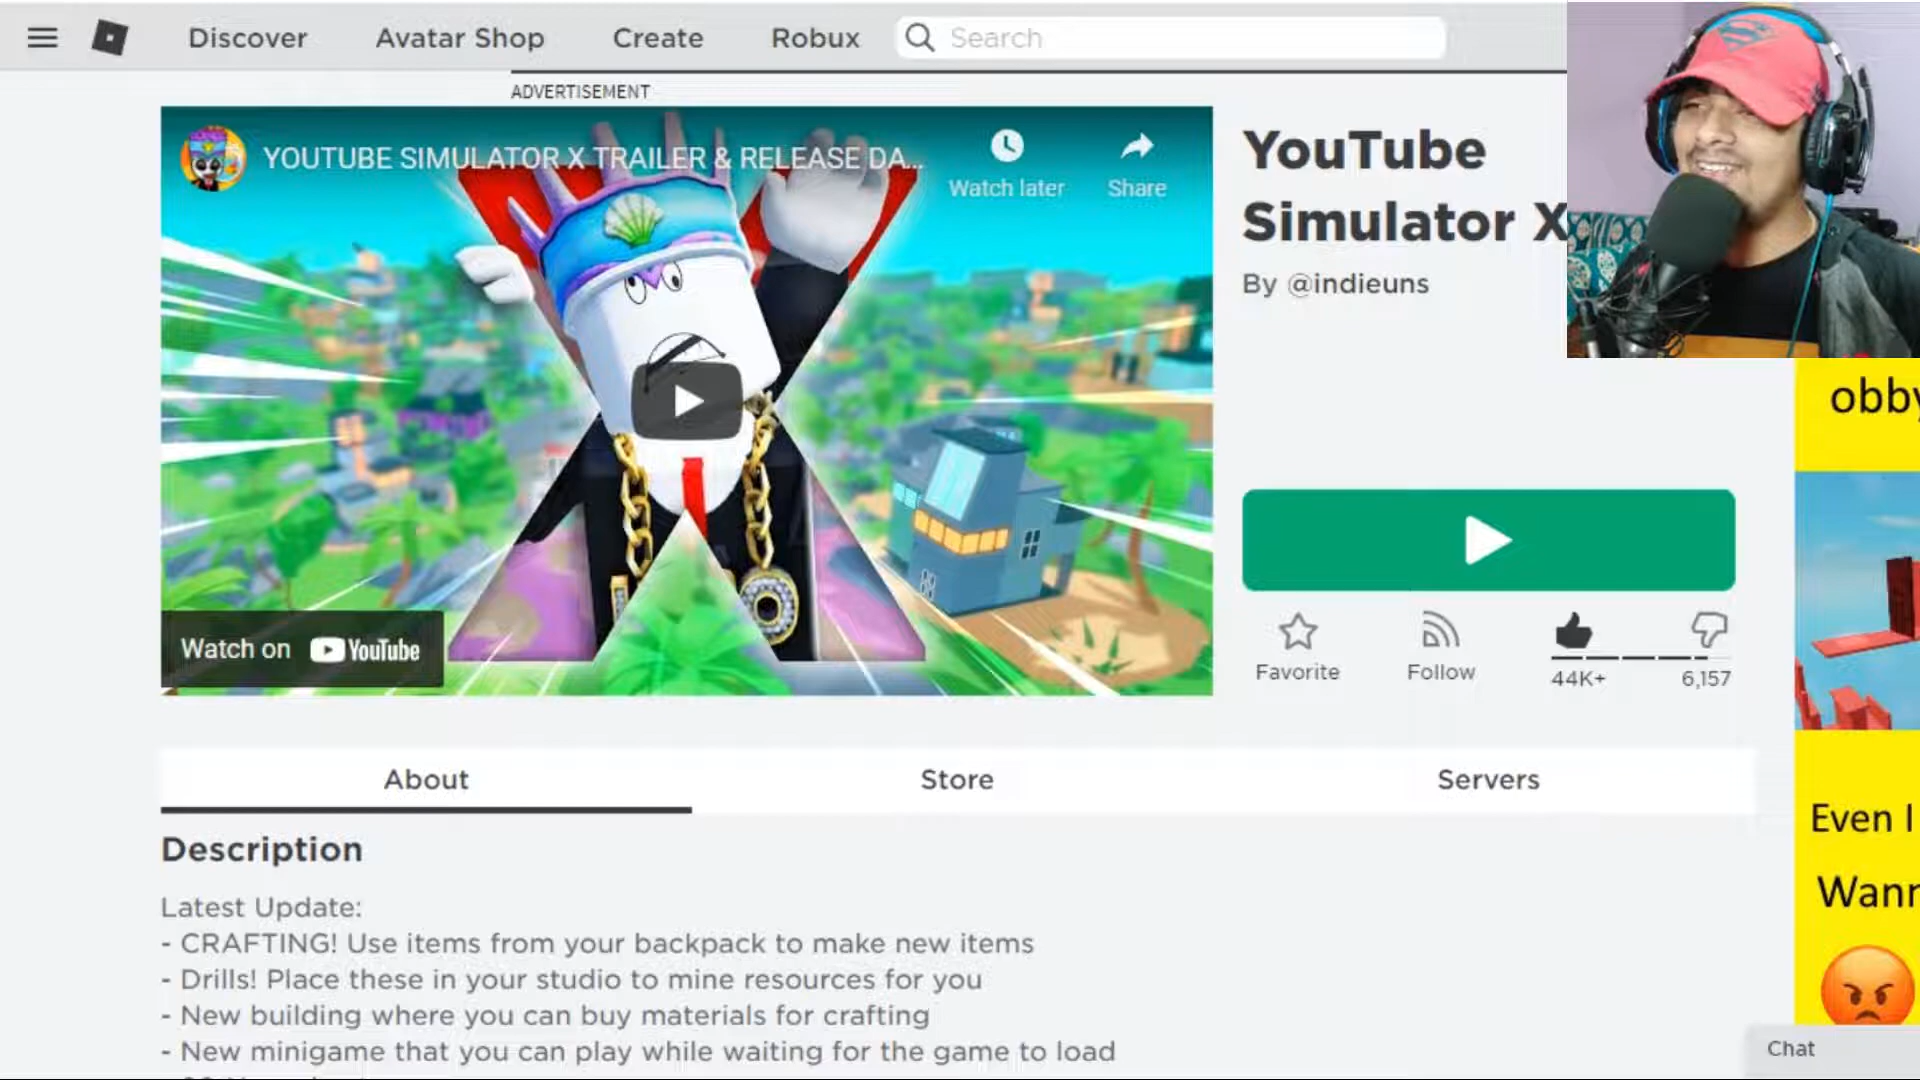 Discover Avatar Shop Create Robux Search
ADVERTISEMENT
YOUTUBE SIMULATOR X TRAILER & RELEASE DA...
Watch later
Share
Watch on YouTube
YouTube
Simulator X
By @indieuns
Favorite
Follow
44K+
6,157
obby
About
Store
Servers
Description
Latest Update:
- CRAFTING! Use items from your backpack to make new items
- Drills! Place these in your studio to mine resources for you
- New building where you can buy materials for crafting
- New minigame that you can play while waiting for the game to load
Even I
Wann
Chat